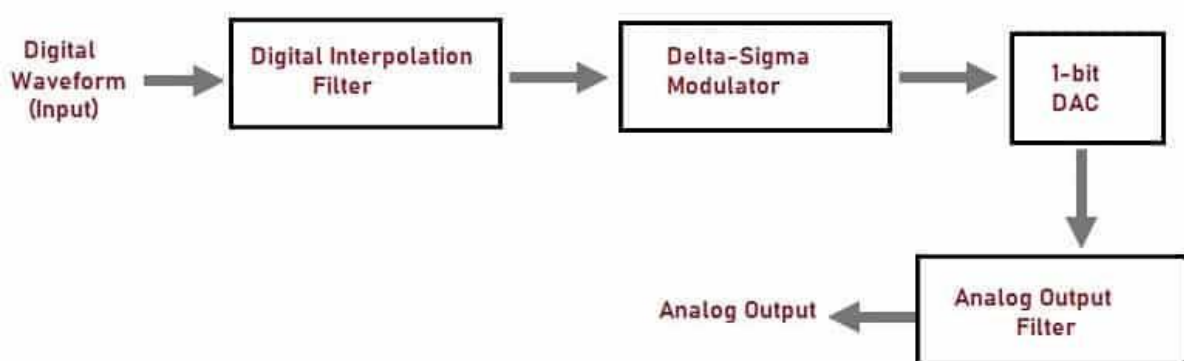 Digital
Waveform
(Input)
Digital Interpolation
Filter
Delta-Sigma
Modulator
1-bit
DAC
Analog Output
Filter
Analog Output